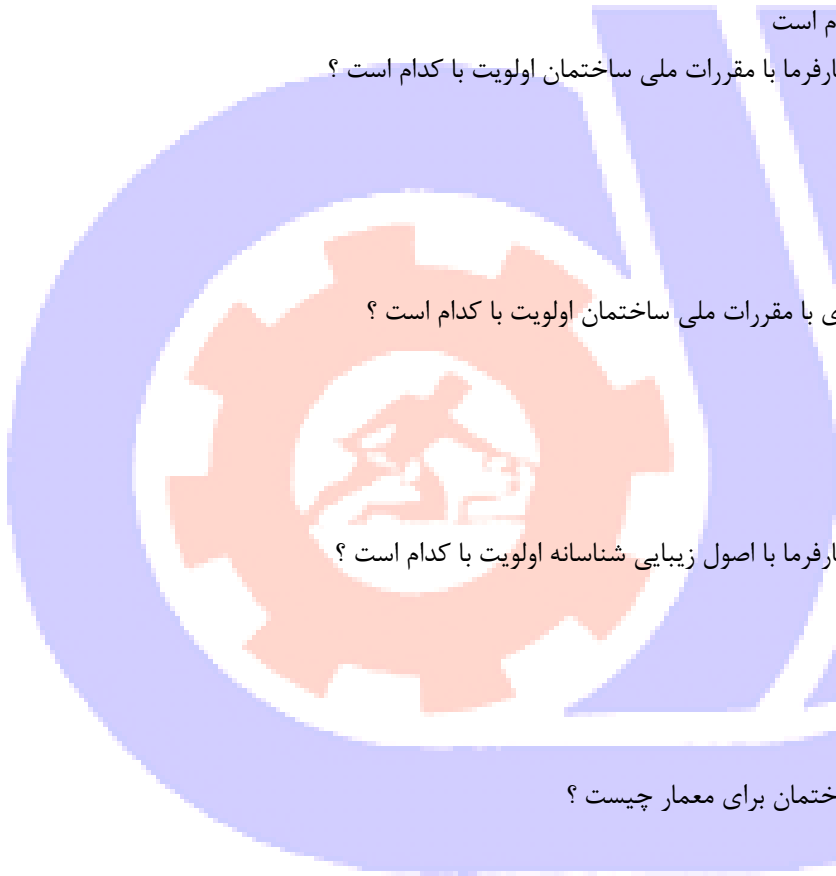 م است
ارفرما با مقررات ملی ساختمان اولویت با کدام است ؟
ی با مقررات ملی ساختمان اولویت با کدام است ؟
ارفرما با اصول زیبایی شناسانه اولویت با کدام است ؟
ختمان برای معمار چیست ؟